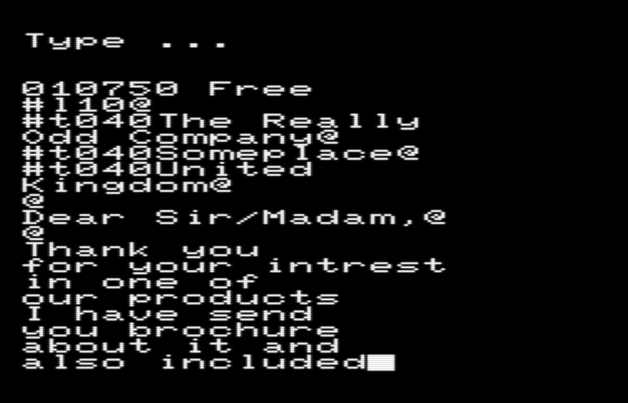 Type ...
010750 Free
#l10@
#t040The Really
Odd Company@
#t040Someplace@
#t040United
Kingdom@
@
Dear Sir/Madam,@
@
Thank you
for your intrest
in one of
our products
I have send
you brochure
about it and
also included